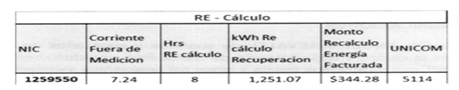 RE - Cálculo
NIC Corriente Fuera de Medicion Hrs RE cálculo kWh Re cálculo Recuperacion Monto Recalculo Energía Facturada UNICOM
1259550 7.24 8 1,251.07 $344.28 5114